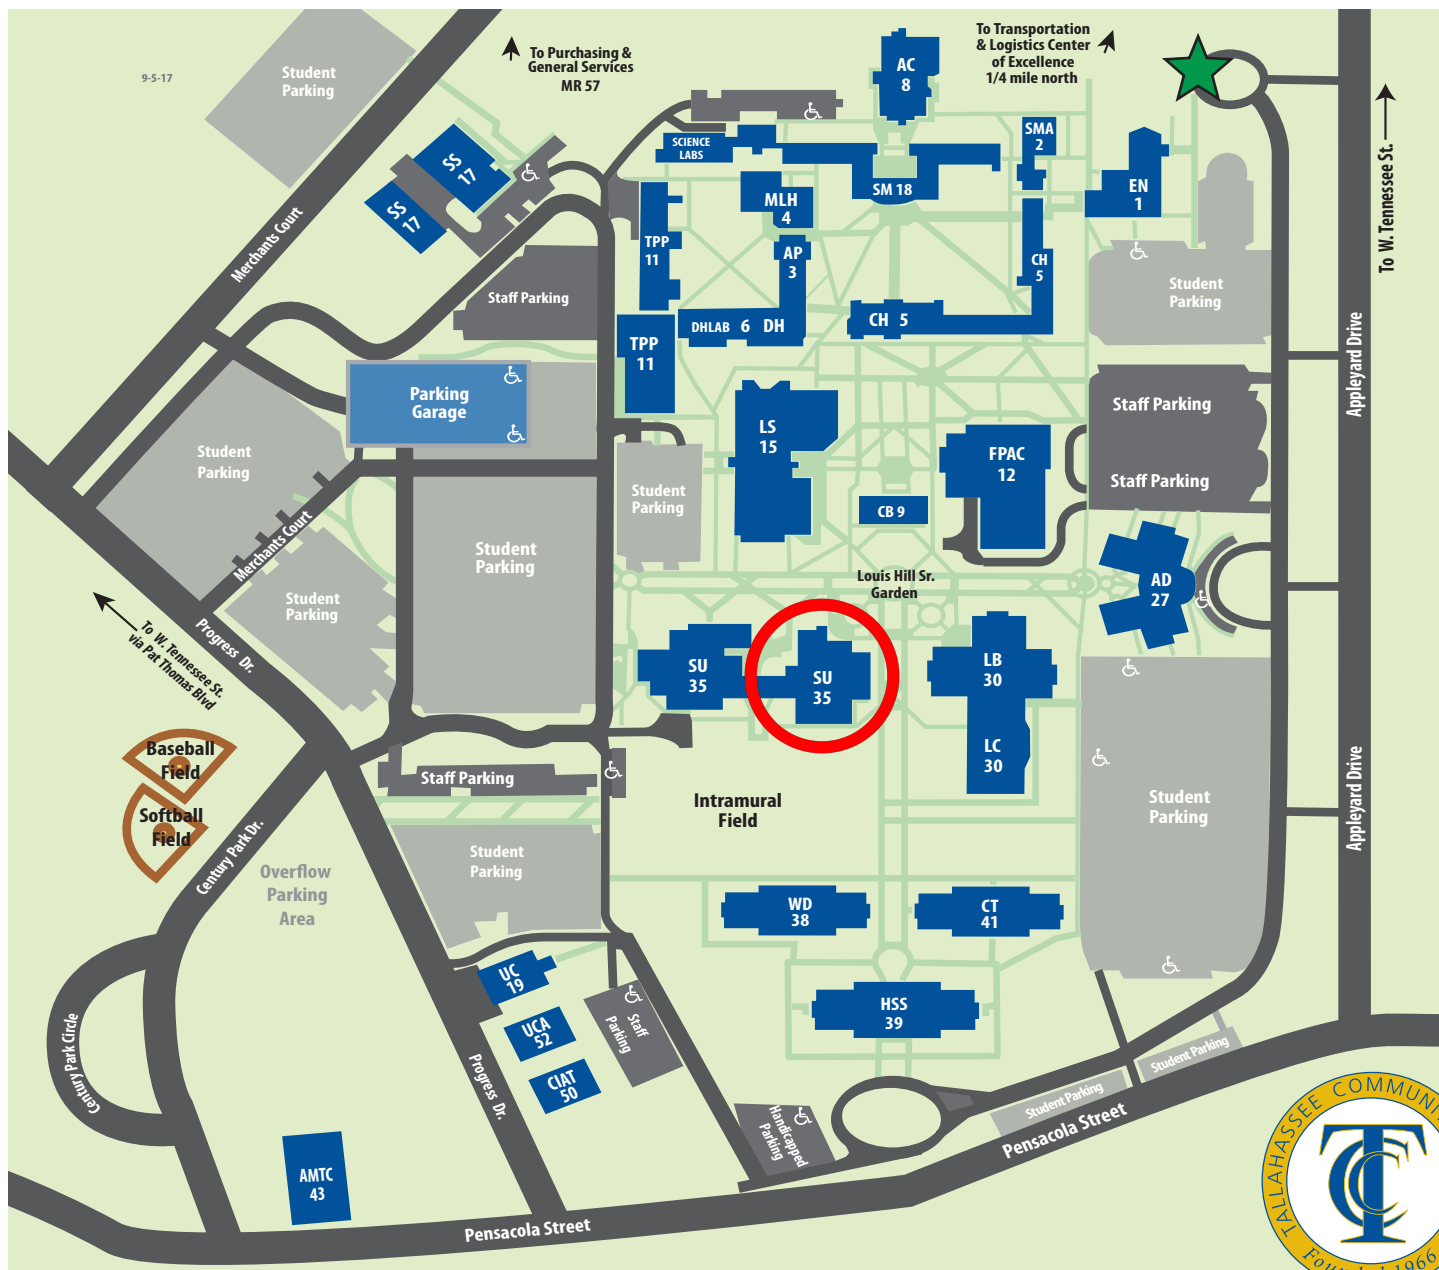 9-5-17
Student
Parking
To Purchasing &
General Services
MR 57
AC
8
To Transportation
& Logistics Center
of Excellence
1/4 mile north
To W. Tennessee St.
SCIENCE
LABS
SMA
2
SS
17
SS
17
SM 18
MLH
4
EN
1
Merchants Court
TPP
11
AP
3
CH
5
Staff Parking
Student
Parking
DHLAB 6 DH
CH 5
TPP
11
Parking
Garage
Appleyard Drive
Staff Parking
Staff Parking
LS
15
FPAC
12
Student
Parking
Student
Parking
CB 9
Merchants Court
Student
Parking
Louis Hill Sr.
Garden
AD
27
Student
Parking
To W. Tennessee St.
via Pat Thomas Blvd
Progress Dr.
SU
35
SU
35
LB
30
LC
30
Baseball
Field
Softball
Field
Staff Parking
Intramural
Field
Student
Parking
Appleyard Drive
Century Park Dr.
Overflow
Parking
Area
Student
Parking
WD
38
CT
41
UC
19
HSS
39
UCA
52
Staff
Parking
CIAT
50
Century Park Circle
Progress Dr.
Student Parking
Student Parking
Handicapped
Parking
Pensacola Street
AMTC
43
Pensacola Street
TALLAHASSEE COMMUNI
TCC
Founded 1966